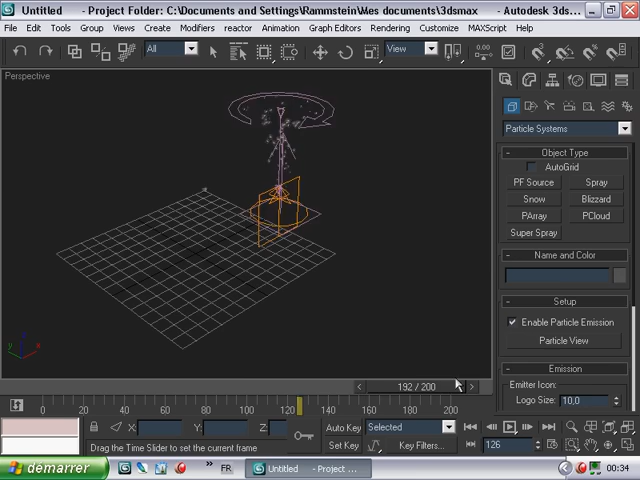 Untitled - Project Folder: C:\Documents and Settings\Rammstein\Mes documents\3dsmax - Autodesk 3ds...
File Edit Tools Group Views Create Modifiers reactor Animation Graph Editors Rendering Customize MAXScript Help
All View
Perspective
Particle Systems
- Object Type
AutoGrid
PF Source Spray
Snow Blizzard
PArray PCloud
Super Spray
- Name and Color
- Setup
Enable Particle Emission
Particle View
- Emission
Emitter Icon:
Logo Size: 10,0
< 192 / 200 >
0 20 40 60 80 100 120 140 160 180 200
X: Y: Z: Auto Key Selected
Drag the Time Slider to set the current frame Set Key Key Filters... 126
démarrer » FR Untitled - Project ... 00:34